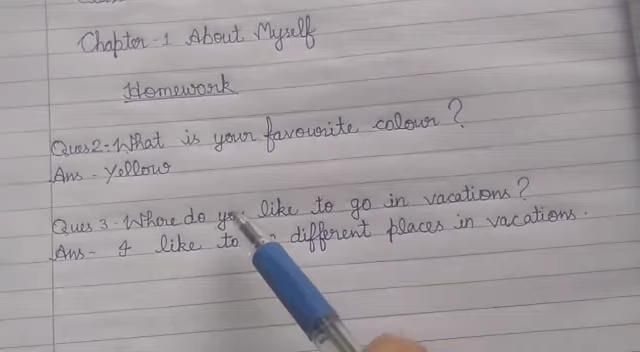 Chapter-1 About Myself
Homework
Ques2-What is your favourite colour?
Ans-Yellow
Ques 3-Where do you like to go in vacations?
Ans- I like to different places in vacations.